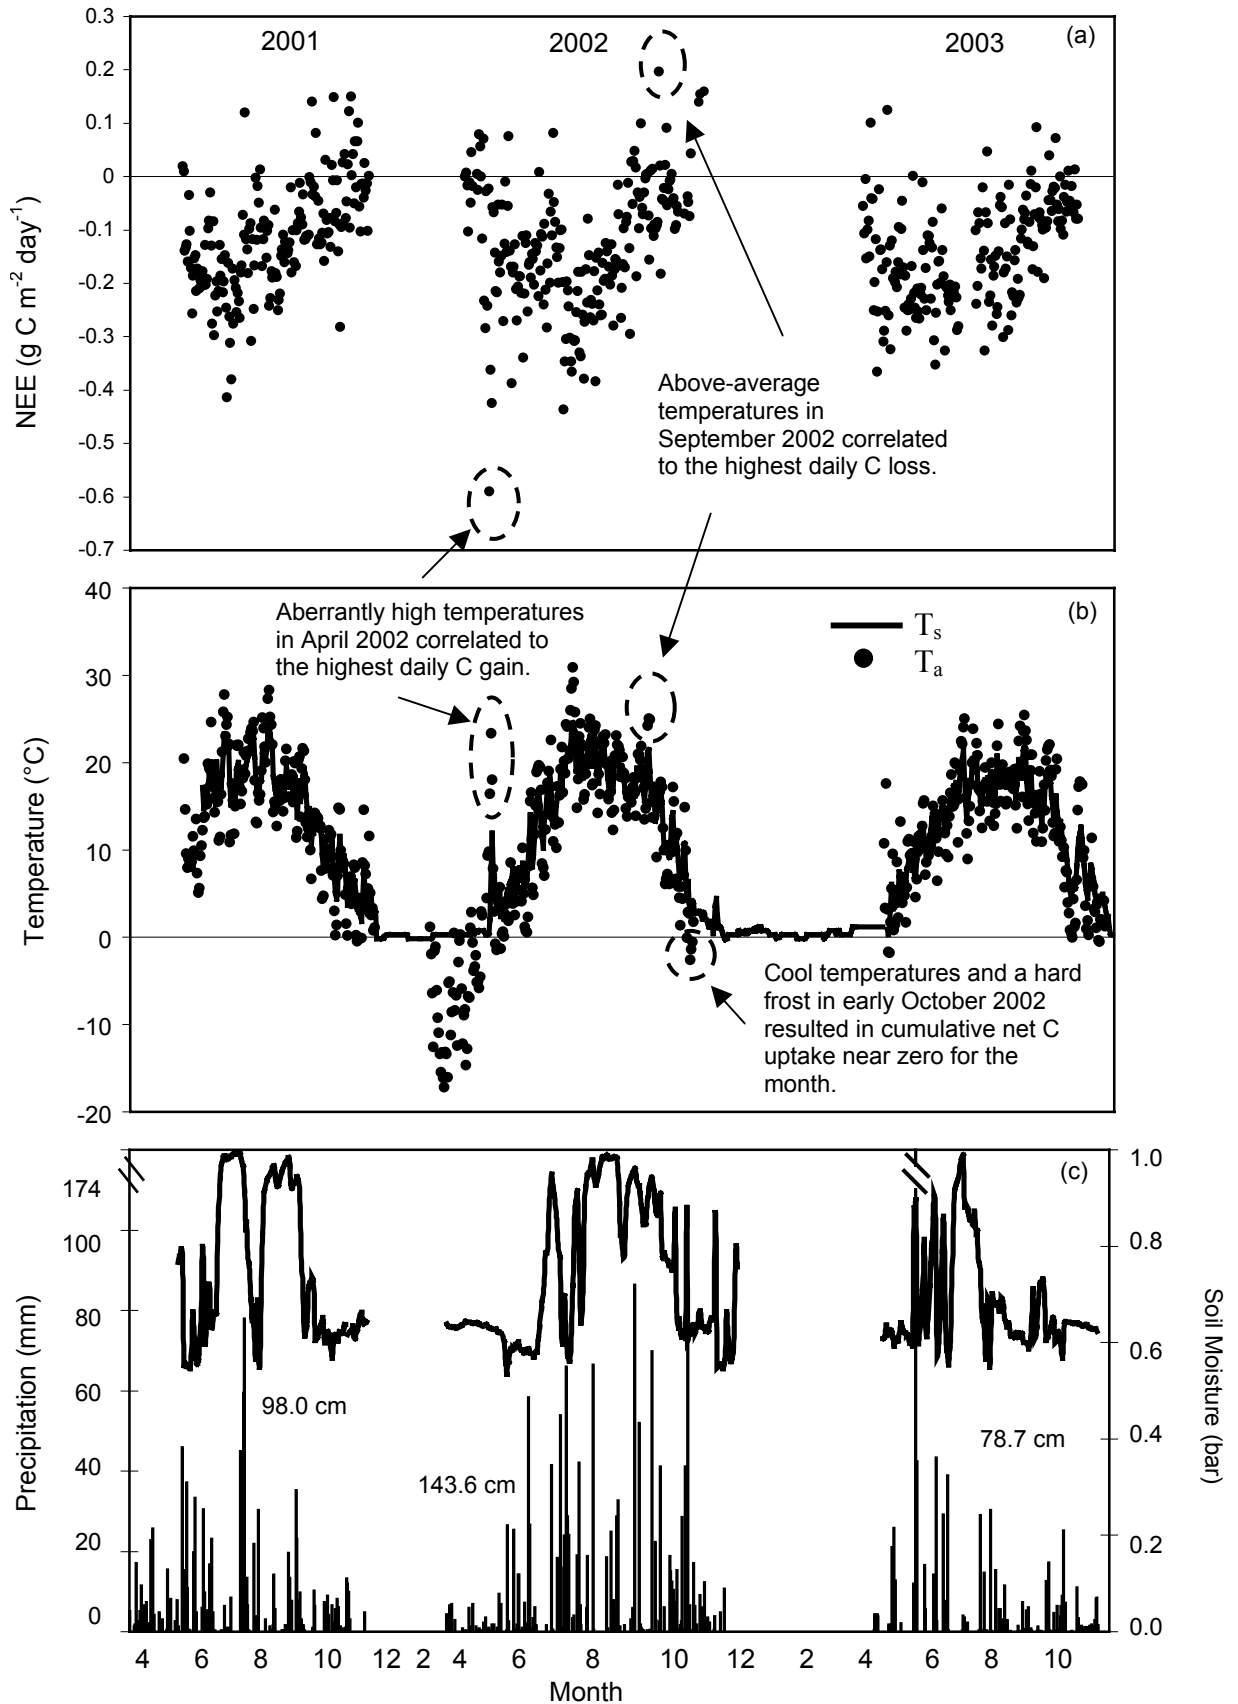 0.3
2001
2002
2003
(a)
0.2
0.1
0
-0.1
-0.2
-0.3
-0.4
-0.5
-0.6
-0.7
NEE (g C m⁻² day⁻¹)
Above-average
temperatures in
September 2002 correlated
to the highest daily C loss.
40
30
20
10
0
-10
-20
Temperature (°C)
Aberrantly high temperatures
in April 2002 correlated to
the highest daily C gain.
(b)
Tₛ
Tₐ
Cool temperatures and a hard
frost in early October 2002
resulted in cumulative net C
uptake near zero for the
month.
(c)
174
100
80
60
40
20
0
Precipitation (mm)
98.0 cm
143.6 cm
78.7 cm
1.0
0.8
0.6
0.4
0.2
0.0
Soil Moisture (bar)
4 6 8 10 12 2 4 6 8 10 12 2 4 6 8 10
Month